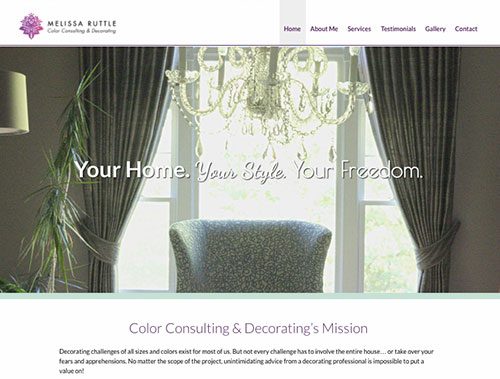 MELISSA RUTTLE
Color Consulting & Decorating
Home About Me Services Testimonials Gallery Contact
Your Home. Your Style. Your Freedom.
Color Consulting & Decorating's Mission
Decorating challenges of all sizes and colors exist for most of us. But not every challenge has to involve the entire house… or take over your
fears and apprehensions. No matter the scope of the project, unintimidating advice from a decorating professional is impossible to put a
value on!